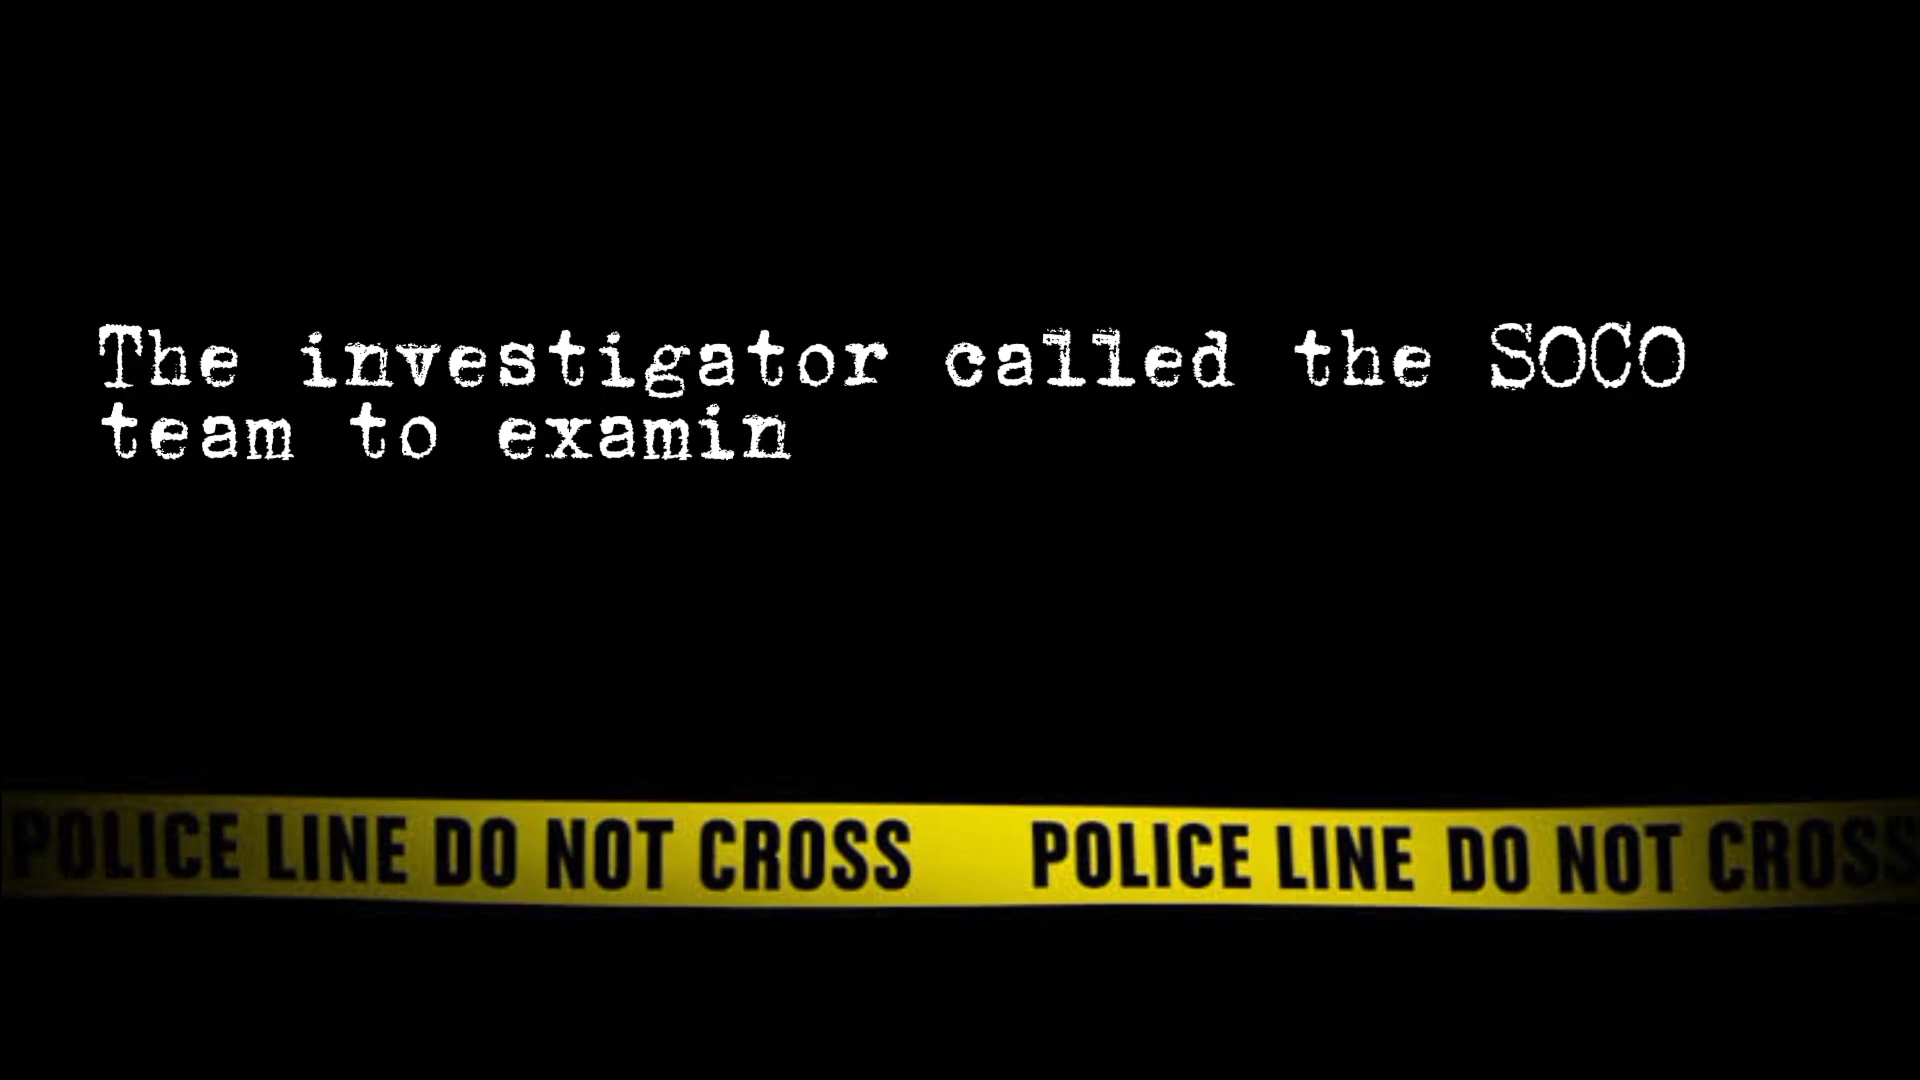 The investigator called the SOCO
team to examin
POLICE LINE DO NOT CROSS POLICE LINE DO NOT CROSS